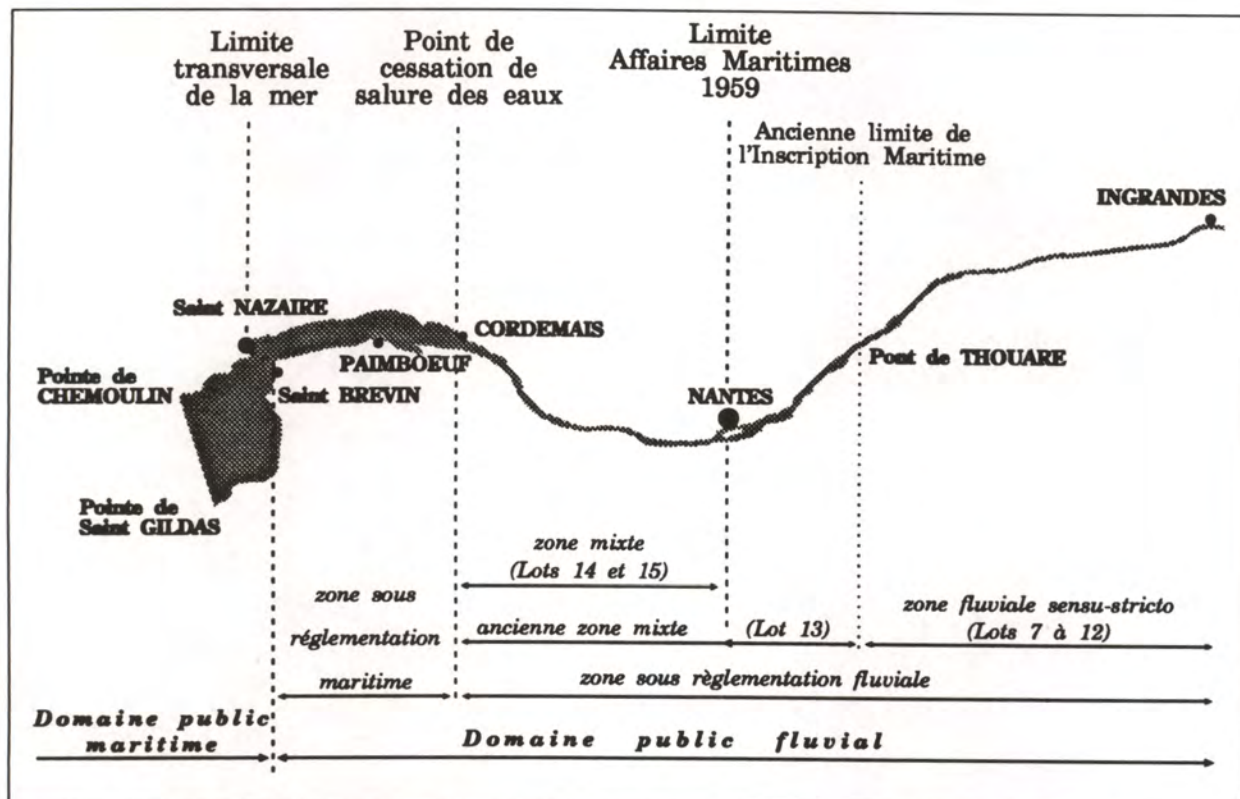 Limite
transversale
de la mer
Point de
cessation de
salure des eaux
Limite
Affaires Maritimes
1959
Ancienne limite de
l'Inscription Maritime
INGRANDES
Saint NAZAIRE
CORDEMAIS
PAIMBOEUF
Pont de THOUARE
Pointe de
CHEMOULIN
Saint BREVIN
NANTES
Pointe de
Saint GILDAS
zone mixte
(Lots 14 et 15)
zone sous
réglementation
maritime
ancienne zone mixte
(Lot 13)
zone fluviale sensu-stricto
(Lots 7 à 12)
zone sous règlementation fluviale
Domaine public
maritime
Domaine public fluvial